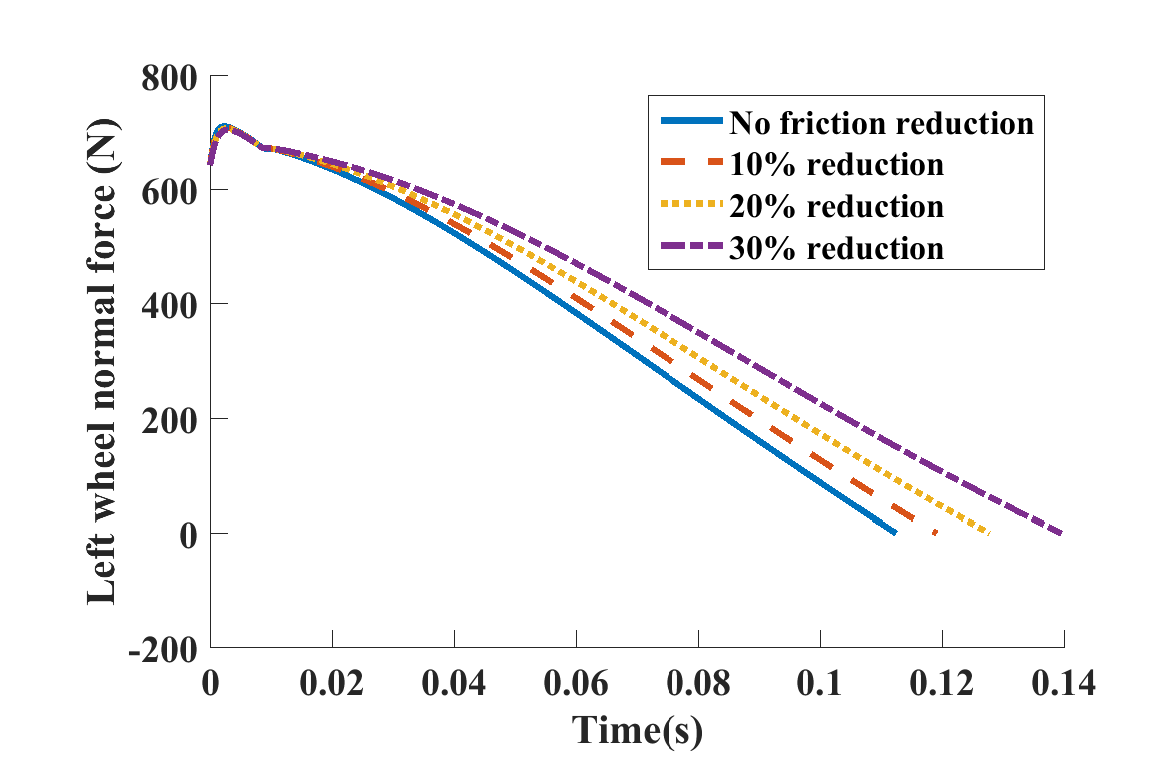 800
600
400
200
0
-200
Left wheel normal force (N)
No friction reduction
10% reduction
20% reduction
30% reduction
0 0.02 0.04 0.06 0.08 0.1 0.12 0.14
Time(s)